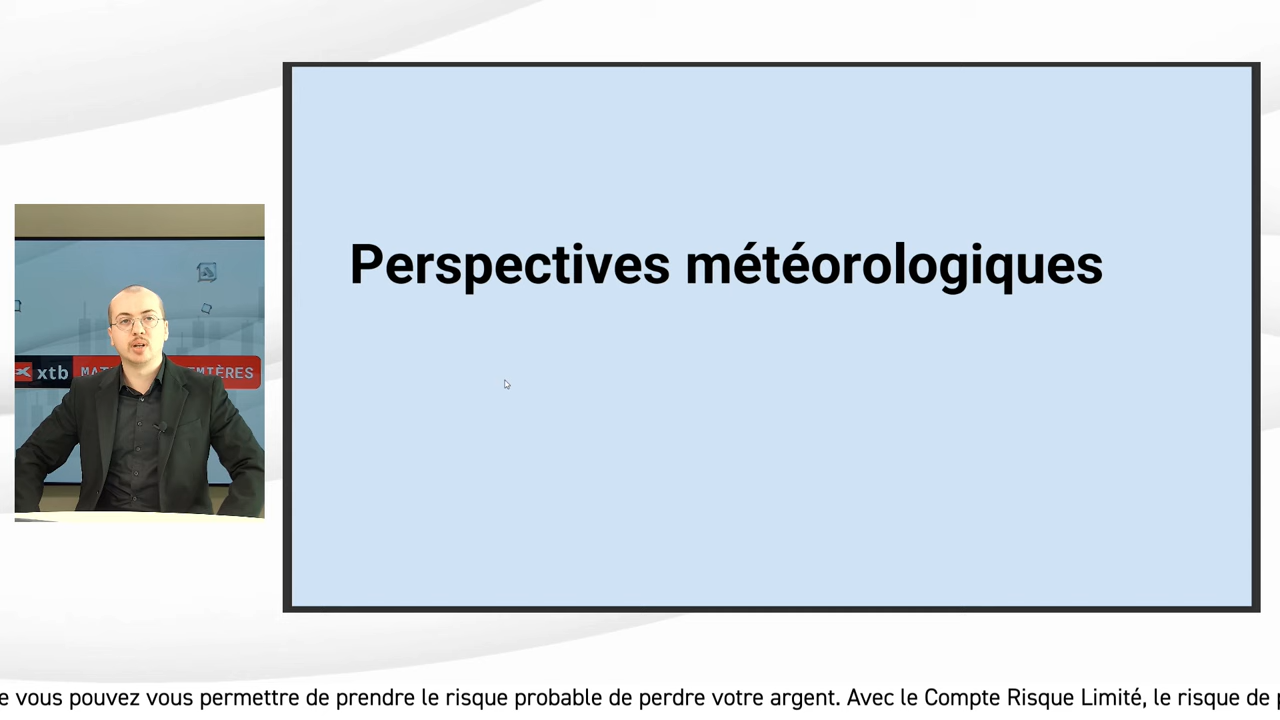 Perspectives météorologiques
xtb
vous pouvez vous permettre de prendre le risque probable de perdre votre argent. Avec le Compte Risque Limité, le risque de